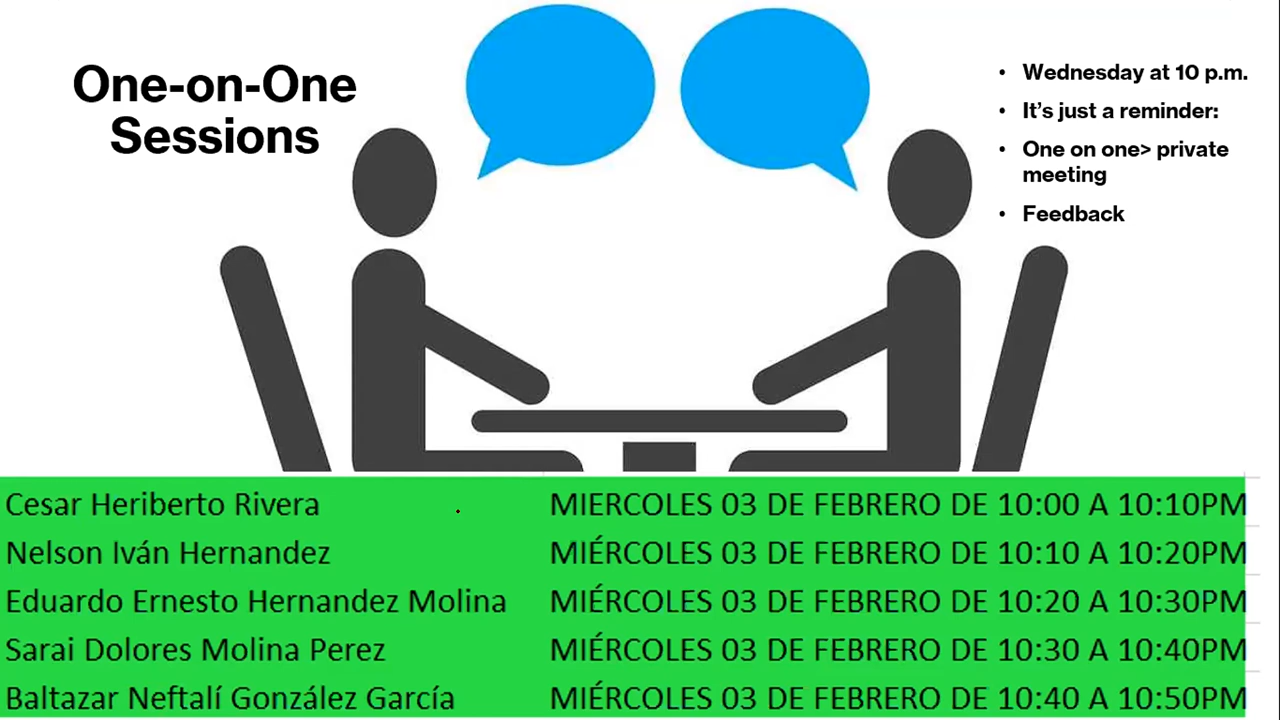 One-on-One
Sessions
• Wednesday at 10 p.m.
• It’s just a reminder:
• One on one> private
meeting
• Feedback
Cesar Heriberto Rivera MIERCOLES 03 DE FEBRERO DE 10:00 A 10:10PM
Nelson Iván Hernandez MIÉRCOLES 03 DE FEBRERO DE 10:10 A 10:20PM
Eduardo Ernesto Hernandez Molina MIÉRCOLES 03 DE FEBRERO DE 10:20 A 10:30PM
Sarai Dolores Molina Perez MIÉRCOLES 03 DE FEBRERO DE 10:30 A 10:40PM
Baltazar Neftalí González García MIÉRCOLES 03 DE FEBRERO DE 10:40 A 10:50PM